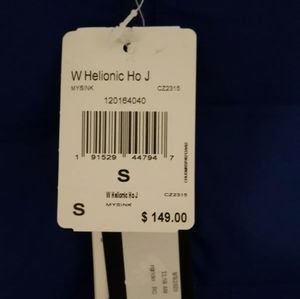 W Helionic Ho J
MYSINK CZ2315
120164040
1 91529 44794 7
S
W Helionic Ho J
CZ2315
MYSINK
S
$ 149.00